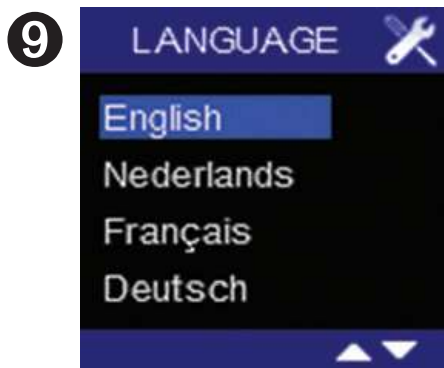 9
LANGUAGE
English
Nederlands
Français
Deutsch